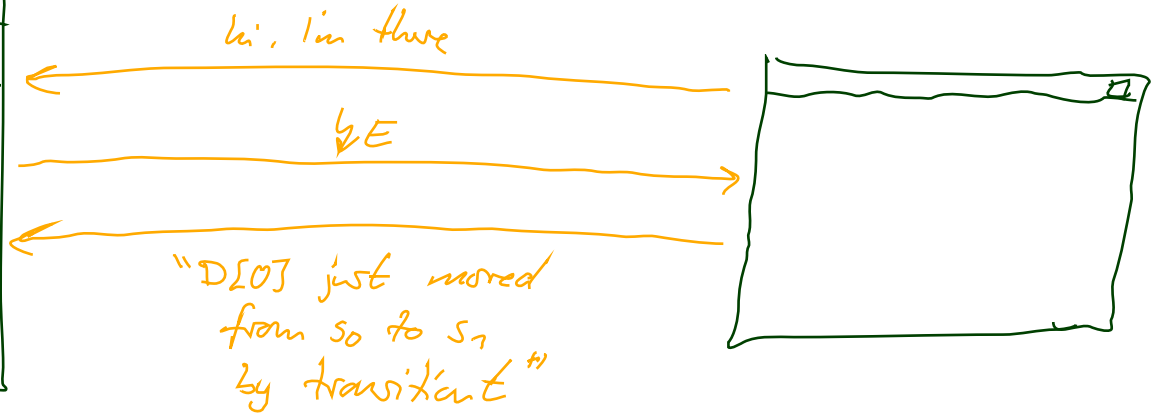 hi, I'm there
E
"D[0] just moved
from s₀ to s₁
by transition t"